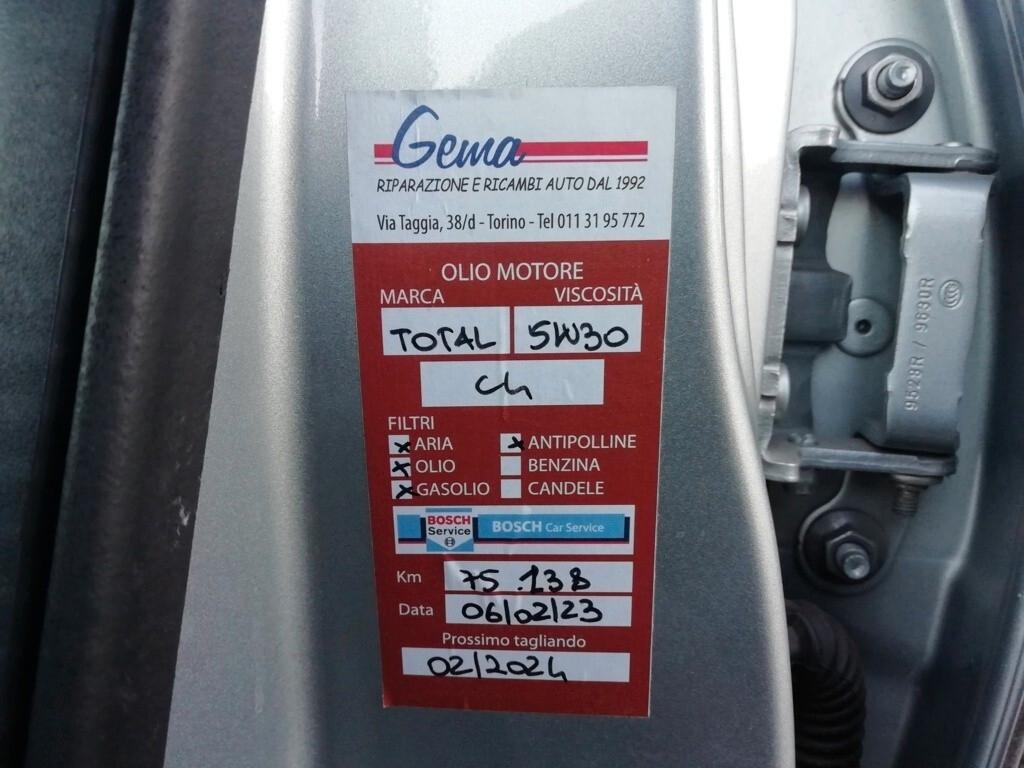 Gema
RIPARAZIONE E RICAMBI AUTO DAL 1992
Via Taggia, 38/d - Torino - Tel 011 31 95 772
OLIO MOTORE
MARCA VISCOSITÀ
TOTAL 5W30
FILTRI
x ARIA x ANTIPOLLINE
x OLIO BENZINA
x GASOLIO CANDELE
BOSCH Service BOSCH Car Service
Km 75.138
Data 06/02/23
Prossimo tagliando
02/2024
9528R / 9690R